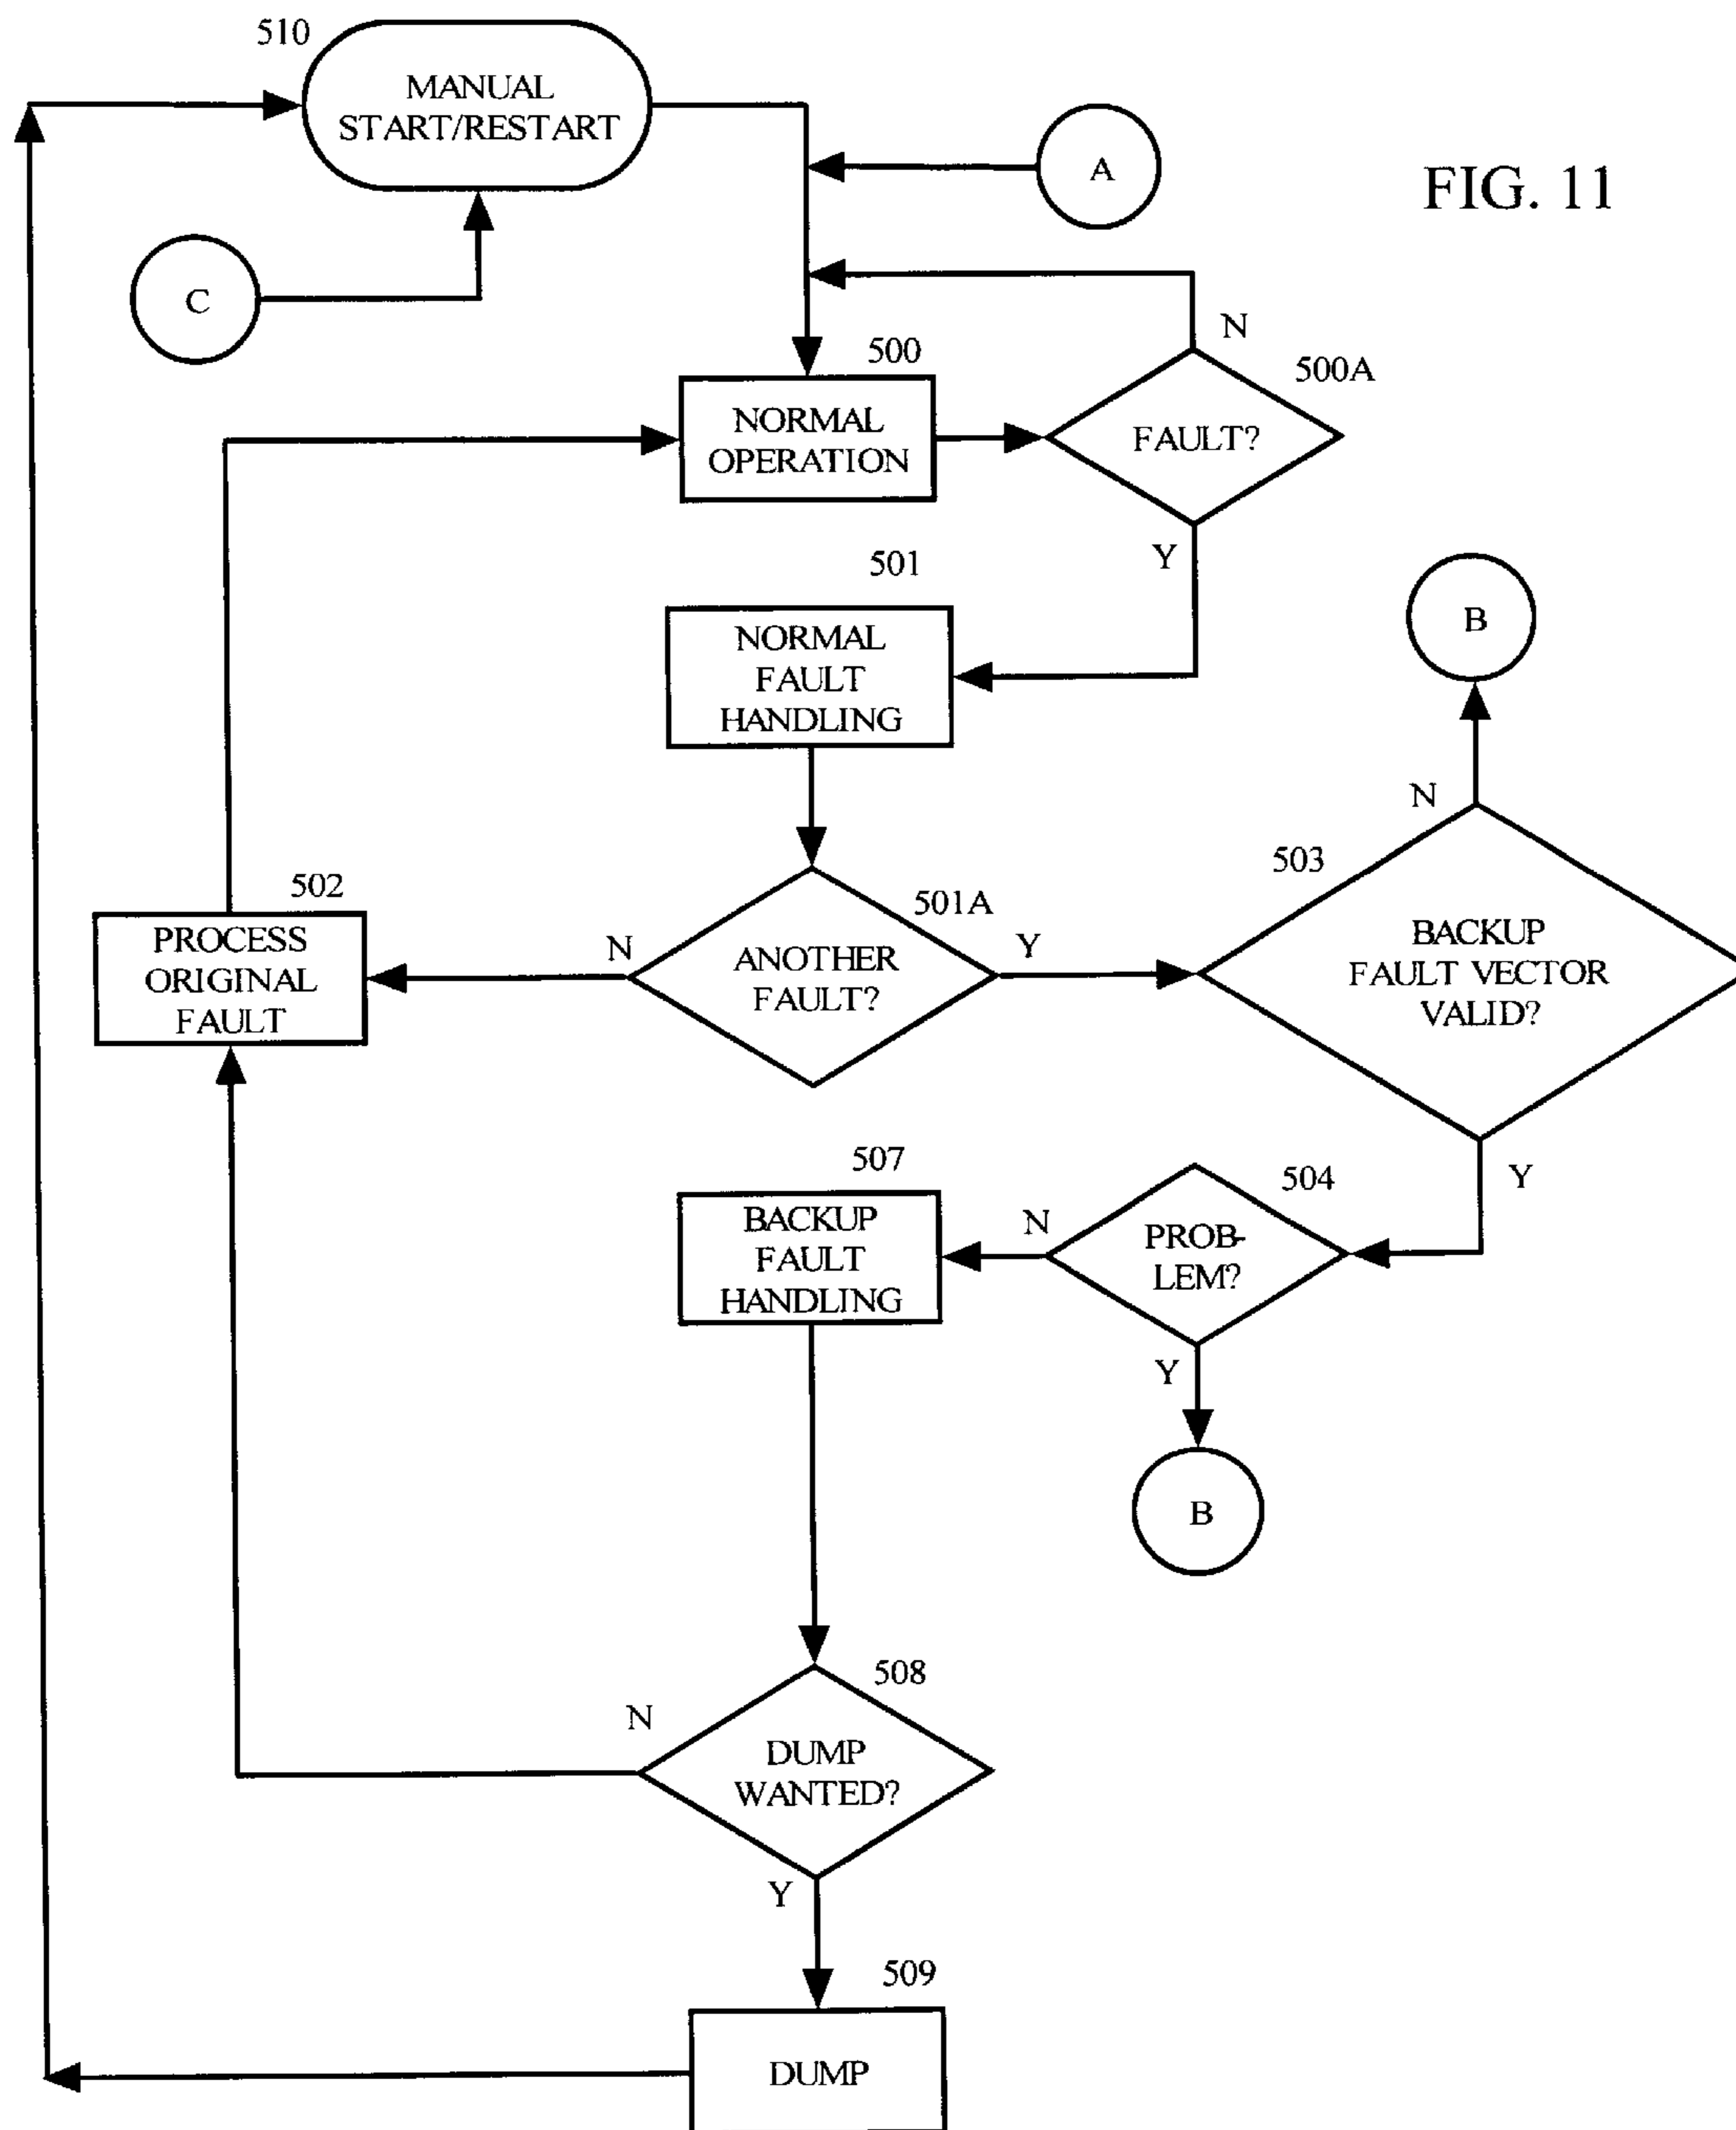 510
MANUAL
START/RESTART
A
FIG. 11
C
N
500
500A
NORMAL
OPERATION
FAULT?
Y
501
NORMAL
FAULT
HANDLING
B
N
503
502
501A
PROCESS
ORIGINAL
FAULT
N
ANOTHER
FAULT?
Y
BACKUP
FAULT VECTOR
VALID?
Y
507
504
BACKUP
FAULT
HANDLING
N
PROB-
LEM?
Y
B
508
N
DUMP
WANTED?
Y
509
DUMP